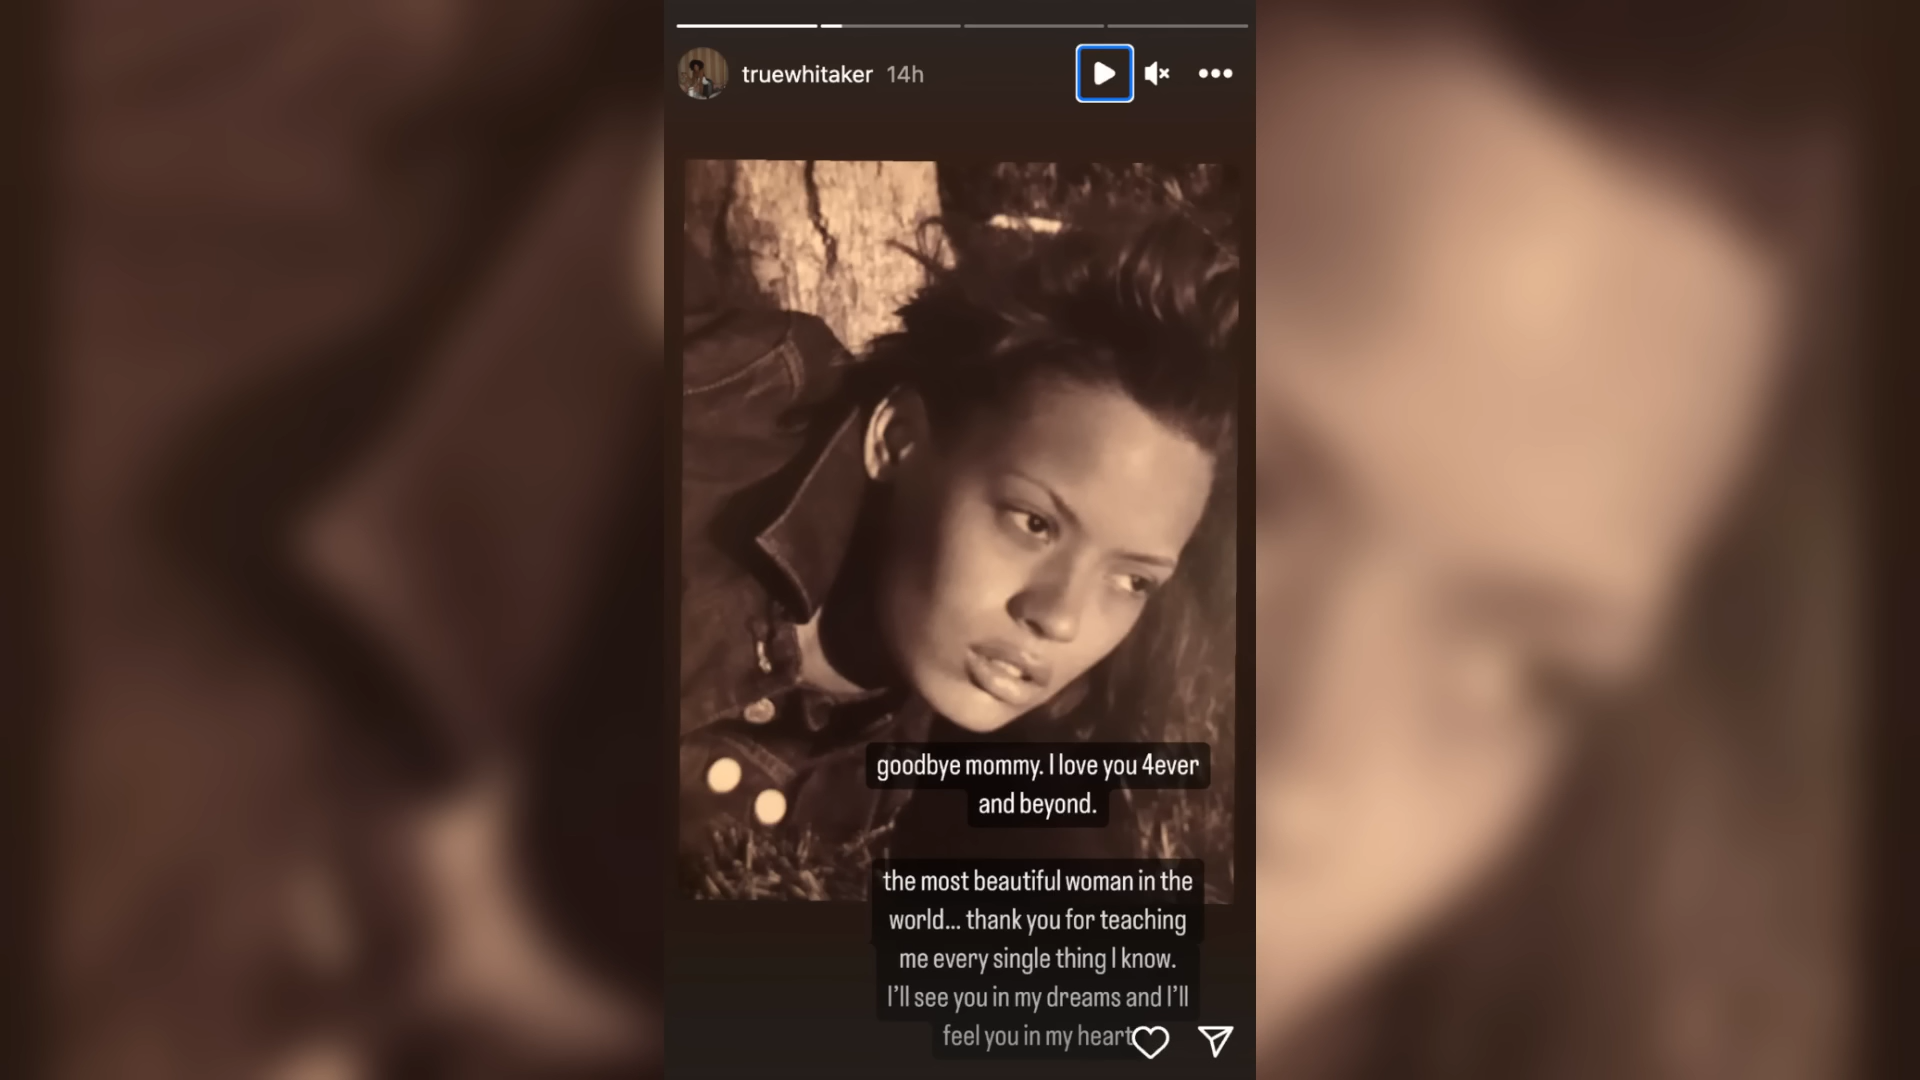 truewhitaker 14h
goodbye mommy. I love you 4ever
and beyond.
the most beautiful woman in the
world... thank you for teaching
me every single thing I know.
I'll see you in my dreams and I'll
feel you in my heart